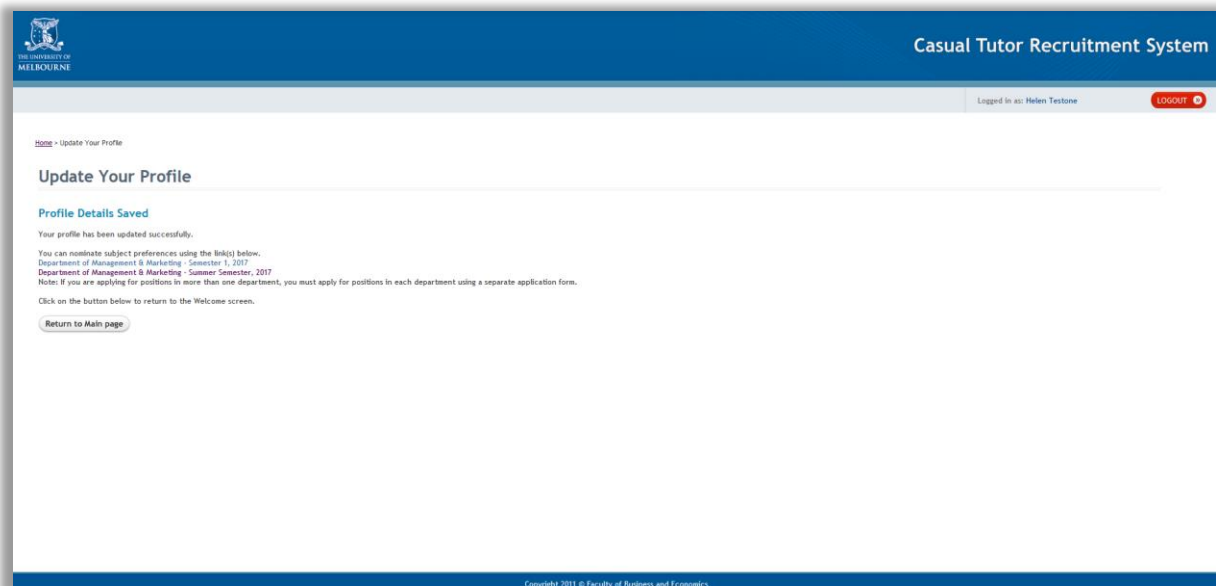 THE UNIVERSITY OF
MELBOURNE
Casual Tutor Recruitment System
Logged in as: Helen Testone
LOGOUT
Home > Update Your Profile
Update Your Profile
Profile Details Saved
Your profile has been updated successfully.
You can nominate subject preferences using the link(s) below.
Department of Management & Marketing - Semester 1, 2017
Department of Management & Marketing - Summer Semester, 2017
Note: If you are applying for positions in more than one department, you must apply for positions in each department using a separate application form.
Click on the button below to return to the Welcome screen.
Return to Main page
Copyright 2011 © Faculty of Business and Economics